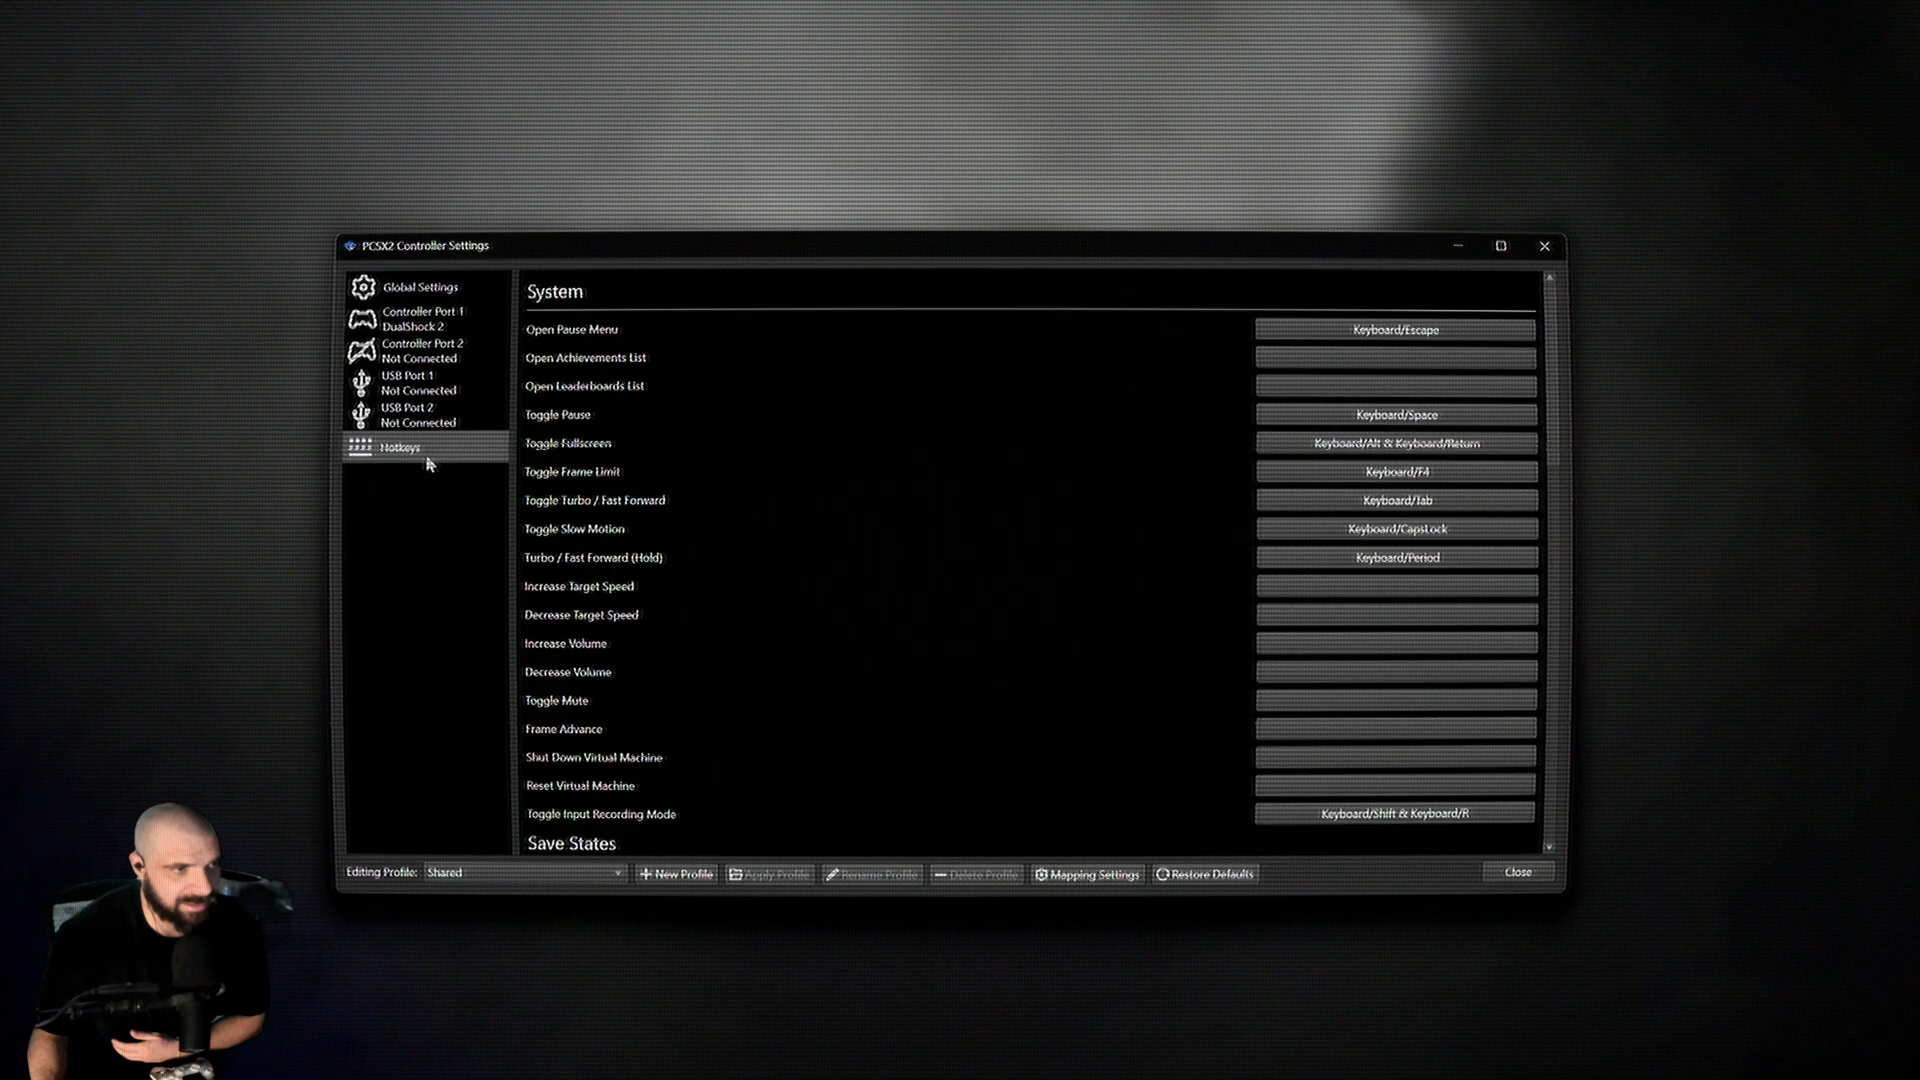 PCSX2 Controller Settings
Global Settings
Controller Port 1
DualShock 2
Controller Port 2
Not Connected
USB Port 1
Not Connected
USB Port 2
Not Connected
Hotkeys
System
Open Pause Menu
Keyboard/Escape
Open Achievements List
Open Leaderboards List
Toggle Pause
Keyboard/Space
Toggle Fullscreen
Keyboard/Alt & Keyboard/Return
Toggle Frame Limit
Keyboard/F4
Toggle Turbo / Fast Forward
Keyboard/Tab
Toggle Slow Motion
Keyboard/CapsLock
Turbo / Fast Forward (Hold)
Keyboard/Period
Increase Target Speed
Decrease Target Speed
Increase Volume
Decrease Volume
Toggle Mute
Frame Advance
Shut Down Virtual Machine
Reset Virtual Machine
Toggle Input Recording Mode
Keyboard/Shift & Keyboard/R
Save States
Editing Profile: Shared
New Profile
Apply Profile
Rename Profile
Delete Profile
Mapping Settings
Restore Defaults
Close